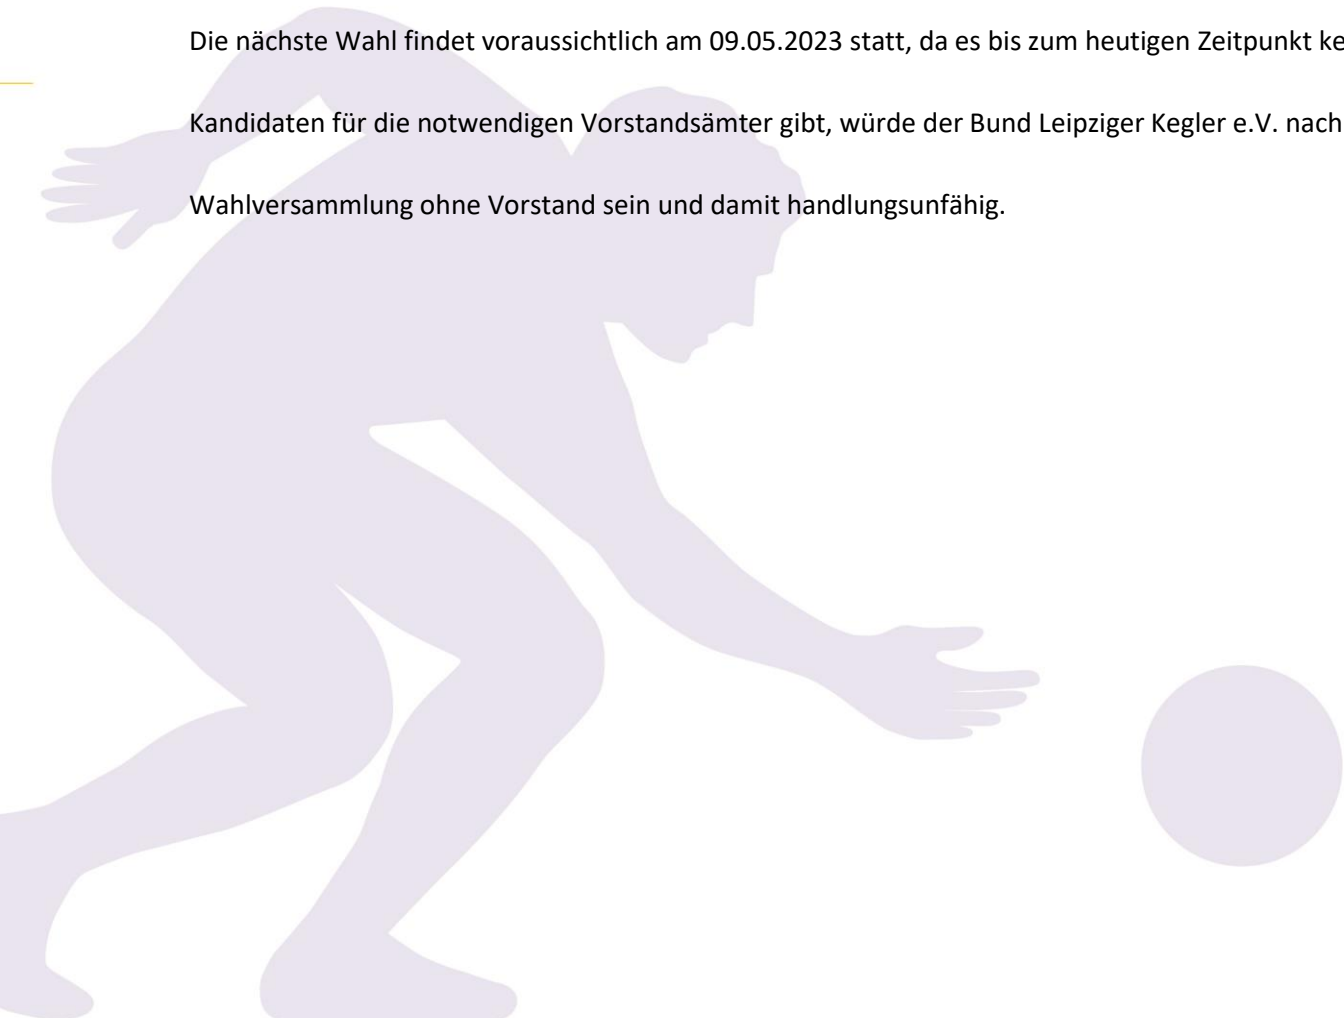 Die nächste Wahl findet voraussichtlich am 09.05.2023 statt, da es bis zum heutigen Zeitpunkt ke
Kandidaten für die notwendigen Vorstandsämter gibt, würde der Bund Leipziger Kegler e.V. nach
Wahlversammlung ohne Vorstand sein und damit handlungsunfähig.